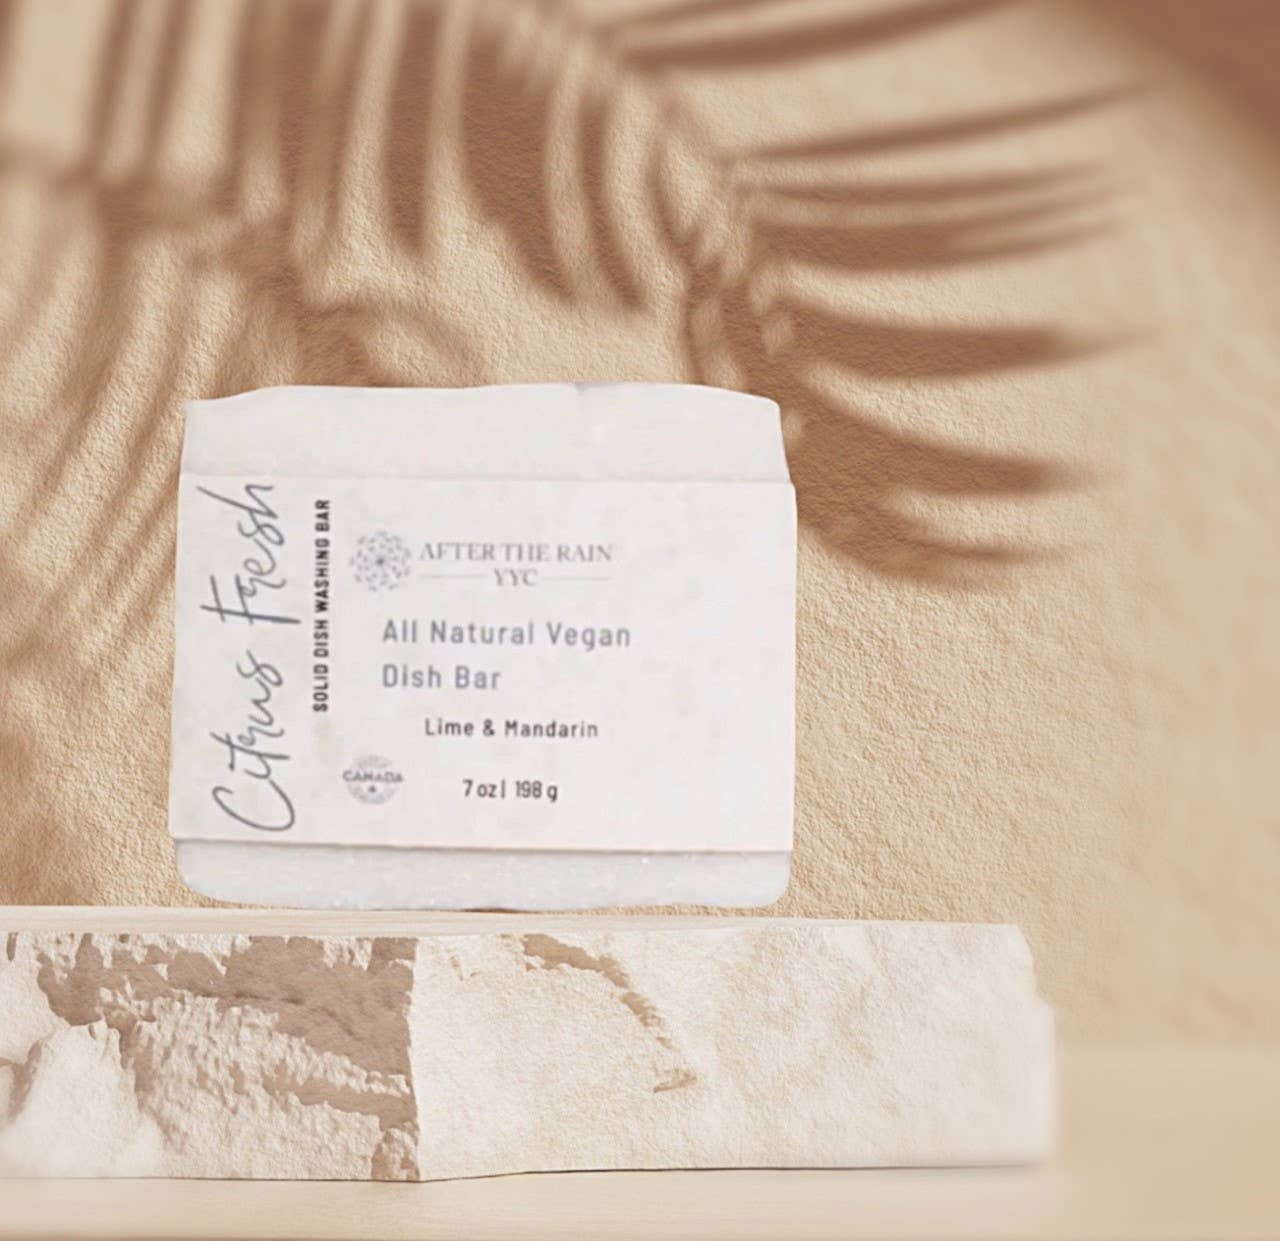 Citrus Fresh
SOLID DISH WASHING BAR
AFTER THE RAIN
YYC
All Natural Vegan
Dish Bar
Lime & Mandarin
CANADA
7 oz| 198 g